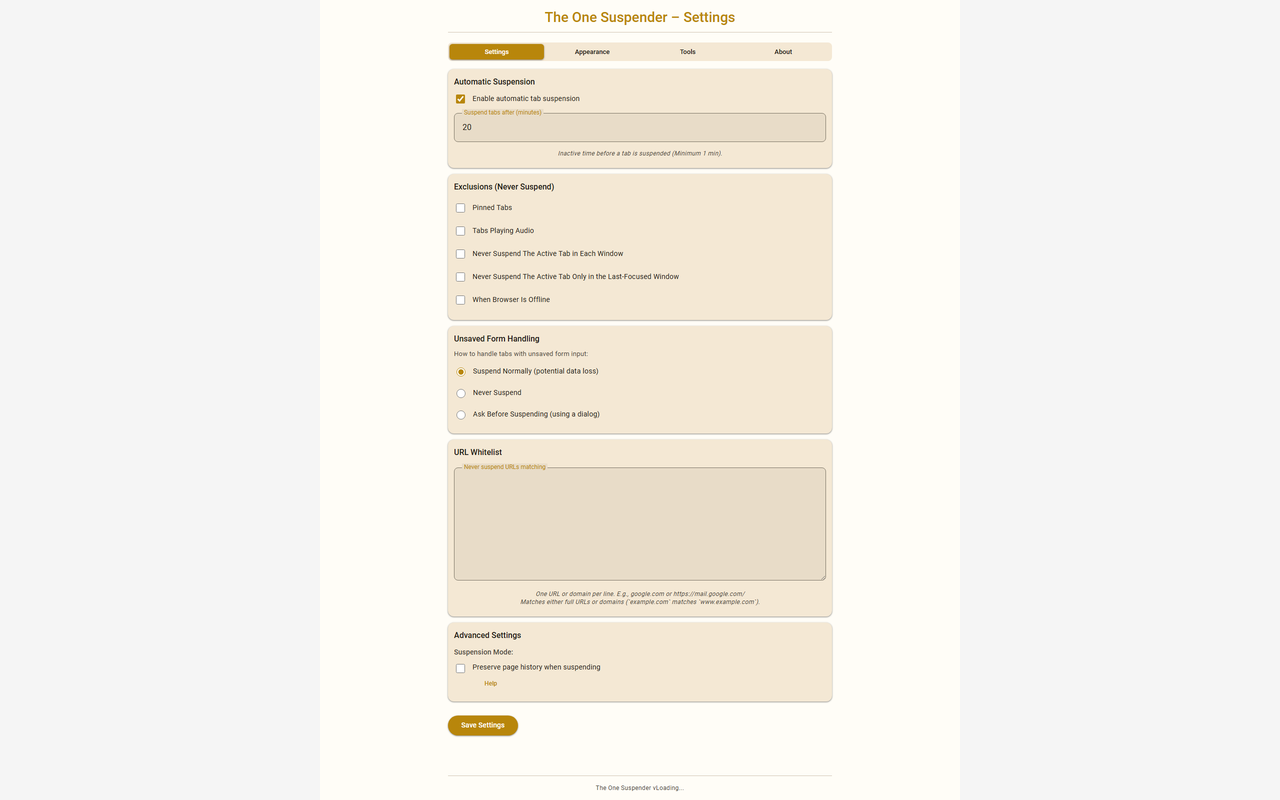 The One Suspender – Settings
Settings
Appearance
Tools
About
Automatic Suspension
Enable automatic tab suspension
Suspend tabs after (minutes)
20
Inactive time before a tab is suspended (Minimum 1 min).
Exclusions (Never Suspend)
Pinned Tabs
Tabs Playing Audio
Never Suspend The Active Tab in Each Window
Never Suspend The Active Tab Only in the Last-Focused Window
When Browser Is Offline
Unsaved Form Handling
How to handle tabs with unsaved form input:
Suspend Normally (potential data loss)
Never Suspend
Ask Before Suspending (using a dialog)
URL Whitelist
Never suspend URLs matching
One URL or domain per line. E.g., google.com or https://mail.google.com/
Matches either full URLs or domains (`example.com` matches `www.example.com`).
Advanced Settings
Suspension Mode:
Preserve page history when suspending
Help
Save Settings
The One Suspender vLoading...